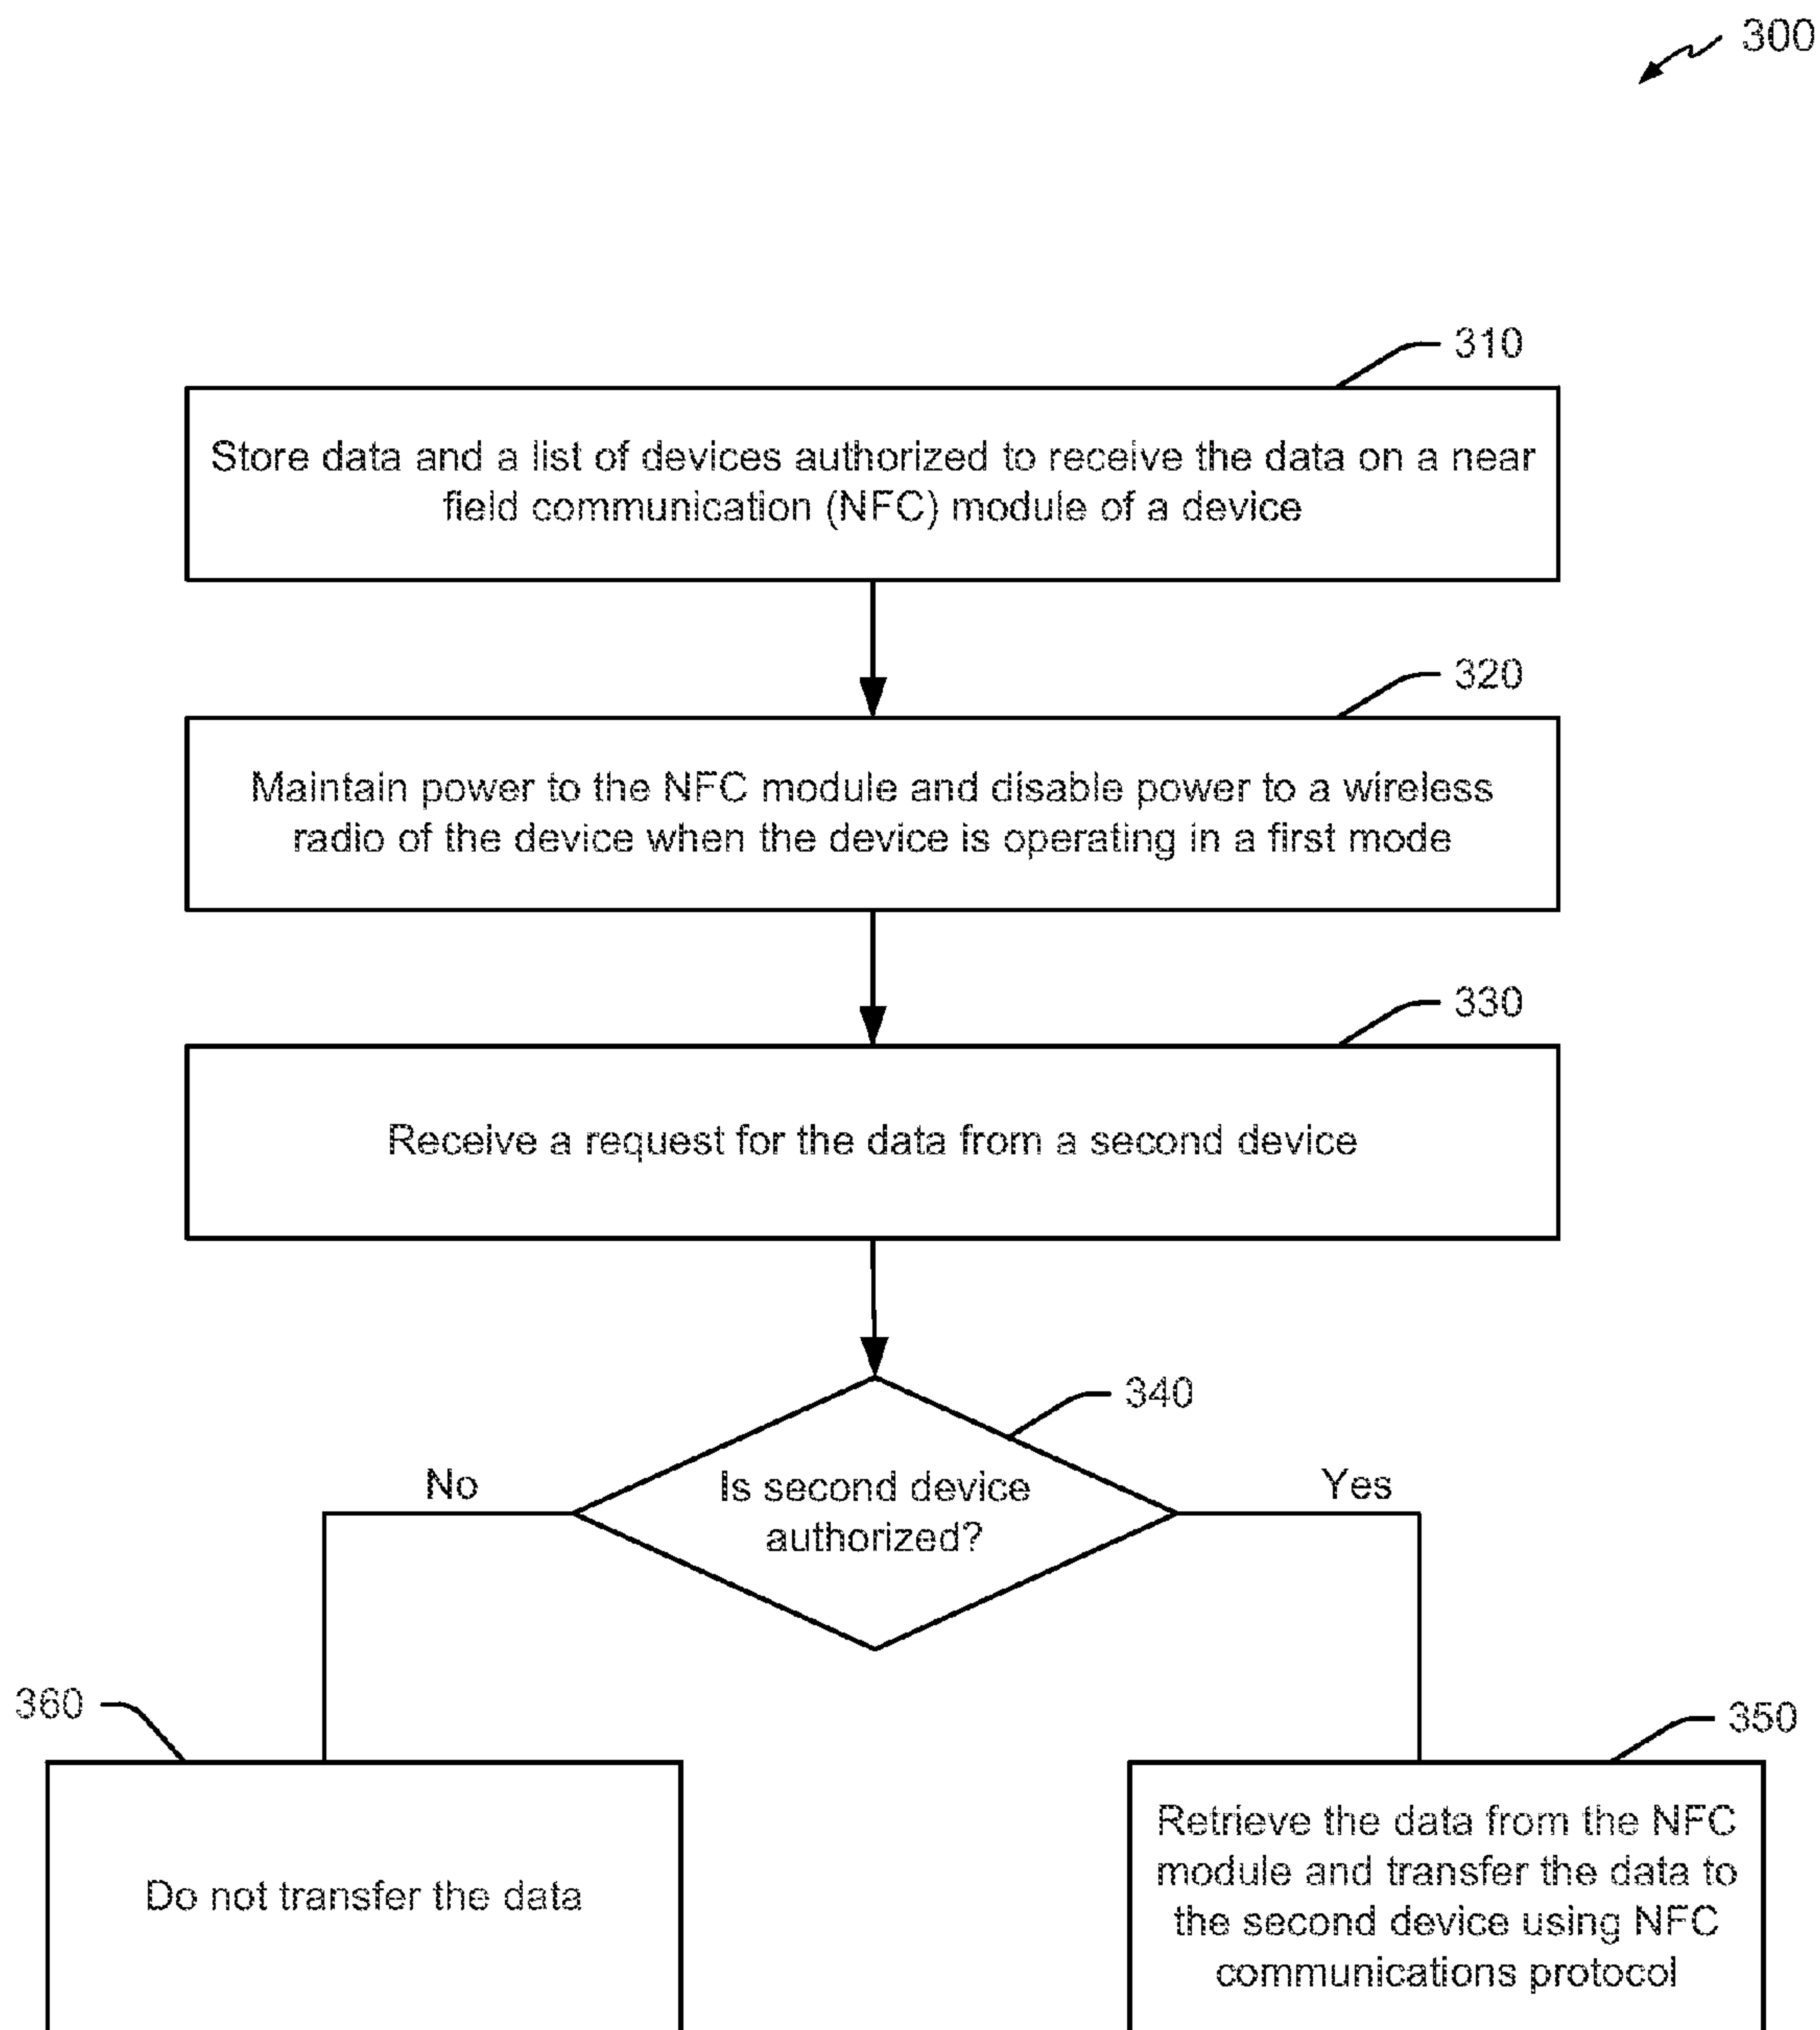 300
310
Store data and a list of devices authorized to receive the data on a near
field communication (NFC) module of a device
320
Maintain power to the NFC module and disable power to a wireless
radio of the device when the device is operating in a first mode
330
Receive a request for the data from a second device
340
Is second device
authorized?
No
Yes
360
Do not transfer the data
350
Retrieve the data from the NFC
module and transfer the data to
the second device using NFC
communications protocol